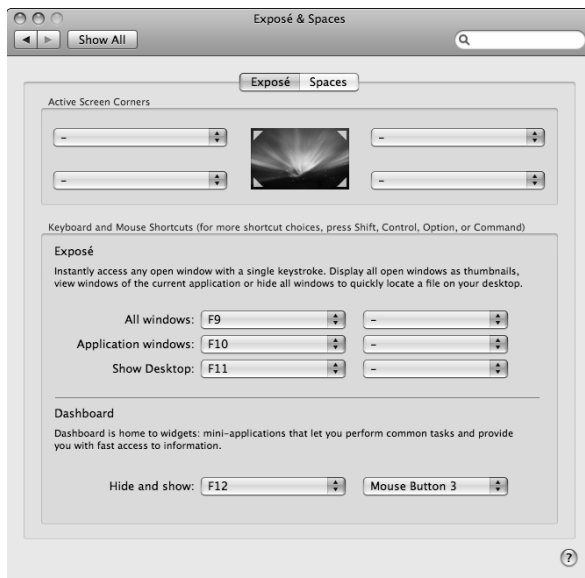 Exposé & Spaces
Show All
Exposé Spaces
Active Screen Corners
– –
– –
Keyboard and Mouse Shortcuts (for more shortcut choices, press Shift, Control, Option, or Command)
Exposé
Instantly access any open window with a single keystroke. Display all open windows as thumbnails,
view windows of the current application or hide all windows to quickly locate a file on your desktop.
All windows: F9 –
Application windows: F10 –
Show Desktop: F11 –
Dashboard
Dashboard is home to widgets: mini-applications that let you perform common tasks and provide
you with fast access to information.
Hide and show: F12 Mouse Button 3
?